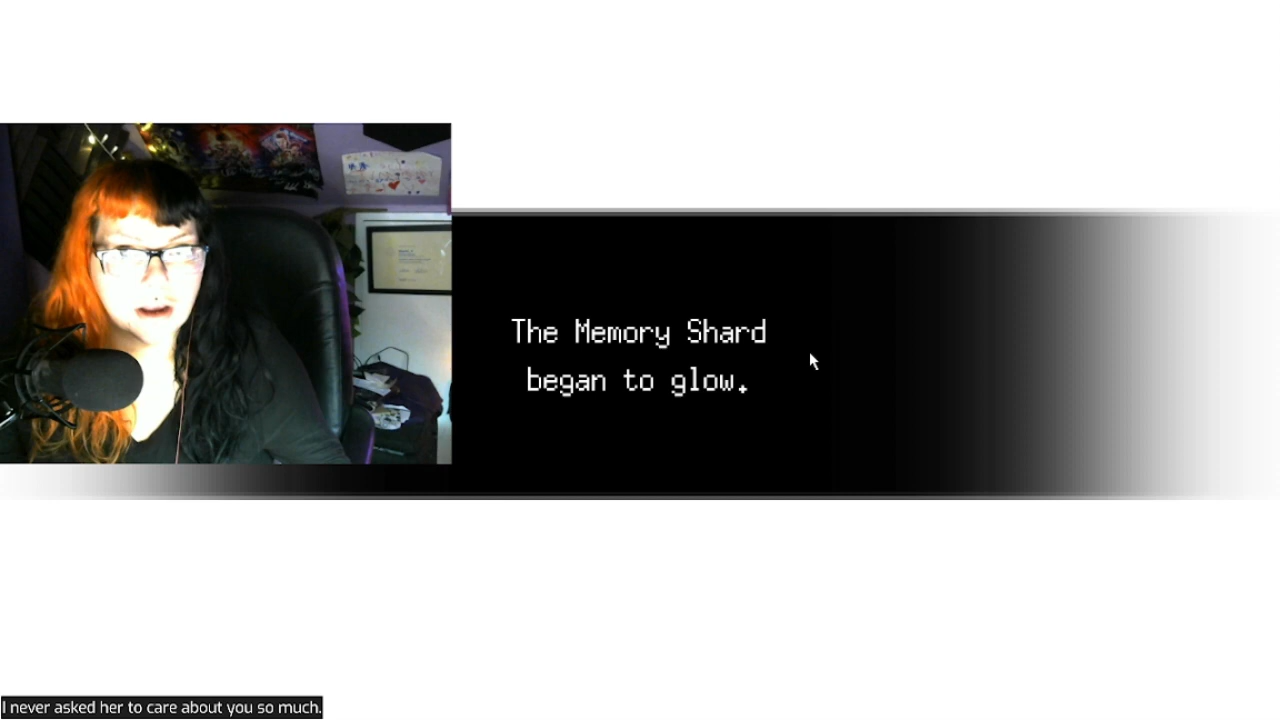 The Memory Shard
began to glow.
I never asked her to care about you so much.